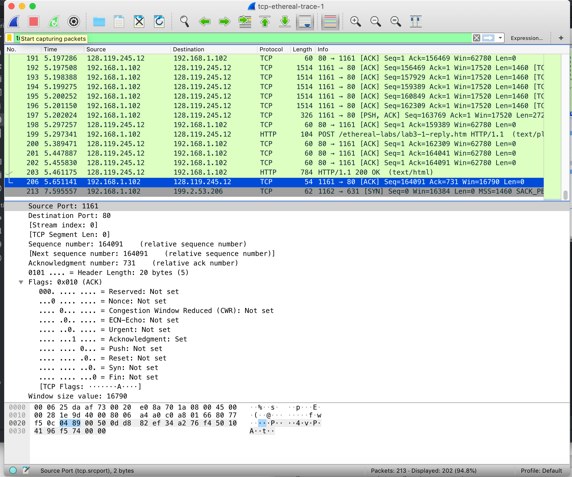 tcp-ethereal-trace-1
Start capturing packets
Expression... +
No. Time Source Destination Protocol Length Info
191 5.197286 128.119.245.12 192.168.1.102 TCP 60 80 → 1161 [ACK] Seq=1 Ack=156469 Win=62780 Len=0
192 5.197508 192.168.1.102 128.119.245.12 TCP 1514 1161 → 80 [ACK] Seq=156469 Ack=1 Win=17520 Len=1460 [TC
193 5.198388 192.168.1.102 128.119.245.12 TCP 1514 1161 → 80 [ACK] Seq=157929 Ack=1 Win=17520 Len=1460 [TC
194 5.199275 192.168.1.102 128.119.245.12 TCP 1514 1161 → 80 [ACK] Seq=159389 Ack=1 Win=17520 Len=1460 [TC
195 5.200252 192.168.1.102 128.119.245.12 TCP 1514 1161 → 80 [ACK] Seq=160849 Ack=1 Win=17520 Len=1460 [TC
196 5.201150 192.168.1.102 128.119.245.12 TCP 1514 1161 → 80 [ACK] Seq=162309 Ack=1 Win=17520 Len=1460 [TC
197 5.202024 192.168.1.102 128.119.245.12 TCP 326 1161 → 80 [PSH, ACK] Seq=163769 Ack=1 Win=17520 Len=272
198 5.297257 128.119.245.12 192.168.1.102 TCP 60 80 → 1161 [ACK] Seq=1 Ack=159389 Win=62780 Len=0
199 5.297341 192.168.1.102 128.119.245.12 HTTP 104 POST /ethereal-labs/lab3-1-reply.htm HTTP/1.1 (text/pl
200 5.389471 128.119.245.12 192.168.1.102 TCP 60 80 → 1161 [ACK] Seq=1 Ack=162309 Win=62780 Len=0
201 5.447887 128.119.245.12 192.168.1.102 TCP 60 80 → 1161 [ACK] Seq=1 Ack=164041 Win=62780 Len=0
202 5.455830 128.119.245.12 192.168.1.102 TCP 60 80 → 1161 [ACK] Seq=1 Ack=164091 Win=62780 Len=0
203 5.461175 128.119.245.12 192.168.1.102 HTTP 784 HTTP/1.1 200 OK (text/html)
206 5.651141 192.168.1.102 128.119.245.12 TCP 54 1161 → 80 [ACK] Seq=164091 Ack=731 Win=16790 Len=0
213 7.595557 192.168.1.102 199.2.53.206 TCP 62 1162 → 631 [SYN] Seq=0 Win=16384 Len=0 MSS=1460 SACK_PE
Source Port: 1161
Destination Port: 80
[Stream index: 0]
[TCP Segment Len: 0]
Sequence number: 164091 (relative sequence number)
[Next sequence number: 164091 (relative sequence number)]
Acknowledgment number: 731 (relative ack number)
0101 .... = Header Length: 20 bytes (5)
Flags: 0x010 (ACK)
000. .... .... = Reserved: Not set
...0 .... .... = Nonce: Not set
.... 0... .... = Congestion Window Reduced (CWR): Not set
.... .0.. .... = ECN-Echo: Not set
.... ..0. .... = Urgent: Not set
.... ...1 .... = Acknowledgment: Set
.... .... 0... = Push: Not set
.... .... .0.. = Reset: Not set
.... .... ..0. = Syn: Not set
.... .... ...0 = Fin: Not set
[TCP Flags: ·······A····]
Window size value: 16790
0000 00 06 25 da af 73 00 20 e0 8a 70 1a 08 00 45 00 ··%··s· ··p···E·
0010 00 28 1e 9d 40 00 80 06 a4 a0 c0 a8 01 66 80 77 ·(··@··· ·····f·w
0020 f5 0c 04 89 00 50 0d d8 82 ef 34 a2 76 f4 50 10 ·····P·· ··4·v·P·
0030 41 96 f5 74 00 00 A··t··
Source Port (tcp.srcport), 2 bytes
Packets: 213 · Displayed: 202 (94.8%)
Profile: Default